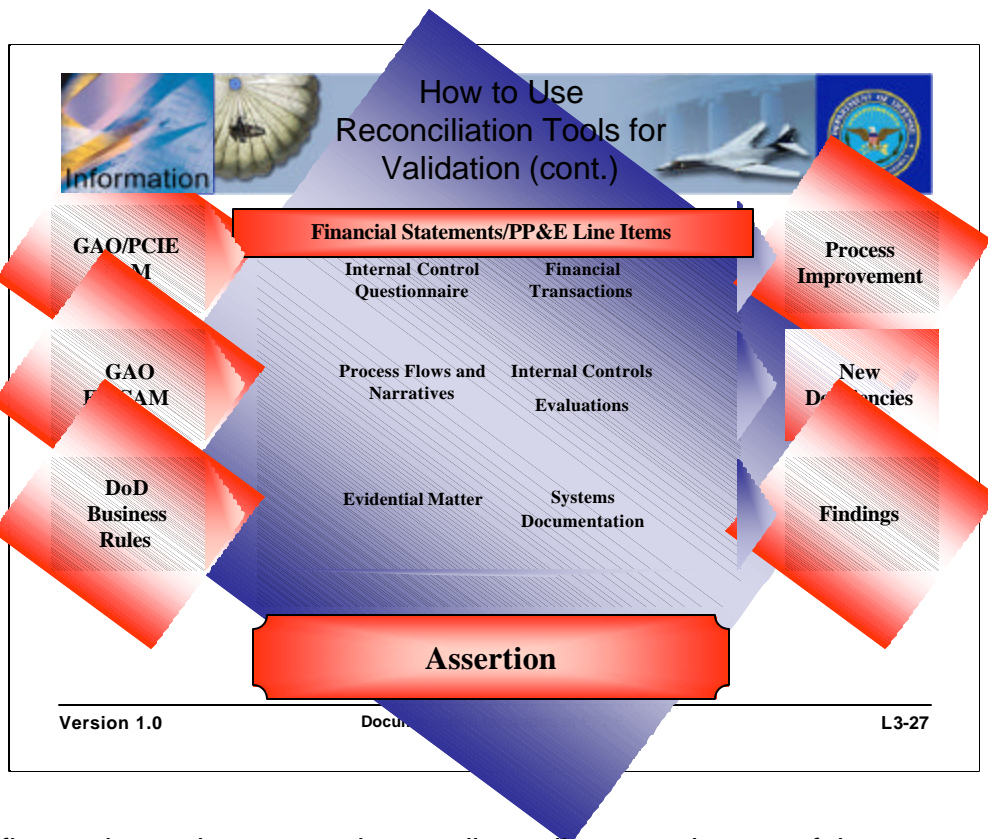 How to Use
Reconciliation Tools for
Validation (cont.)
Information
Financial Statements/PP&E Line Items
GAO/PCIE
Internal Control
Questionnaire
Financial
Transactions
Process
Improvement
GAO
Process Flows and
Narratives
Internal Controls
Evaluations
New
DoD
Business
Rules
Evidential Matter
Systems
Documentation
Findings
Assertion
Version 1.0
L3-27